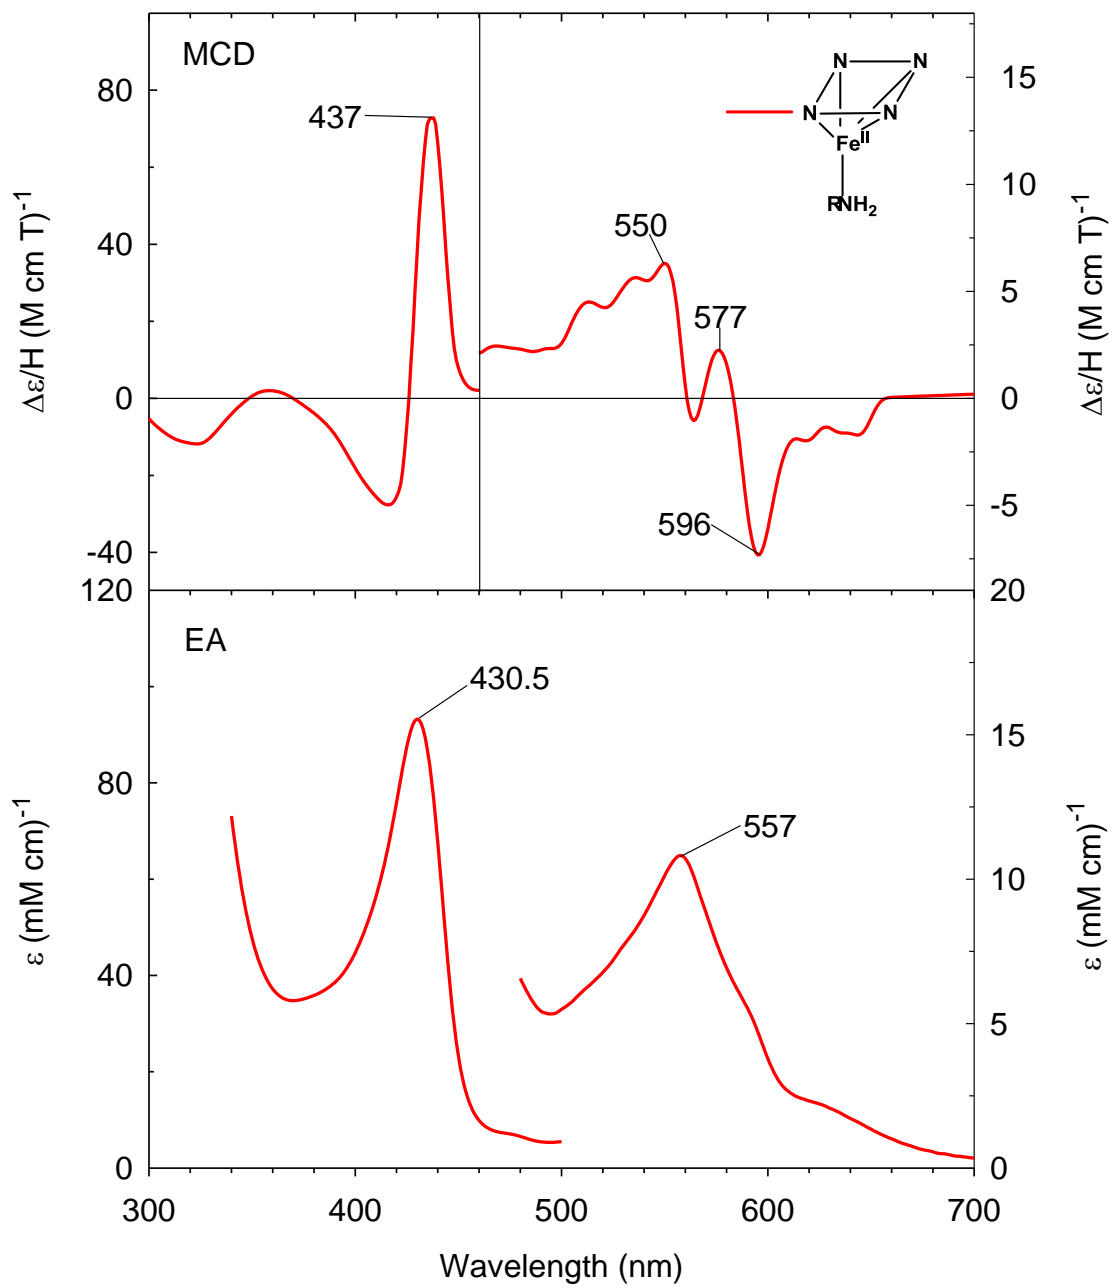 MCD
N N
N N
Fe^II
RNH2
437
550
577
596
80
40
0
-40
15
10
5
0
-5
Δε/H (M cm T)^-1
Δε/H (M cm T)^-1
120
80
40
0
20
15
10
5
0
EA
430.5
557
ε (mM cm)^-1
ε (mM cm)^-1
300 400 500 600 700
Wavelength (nm)